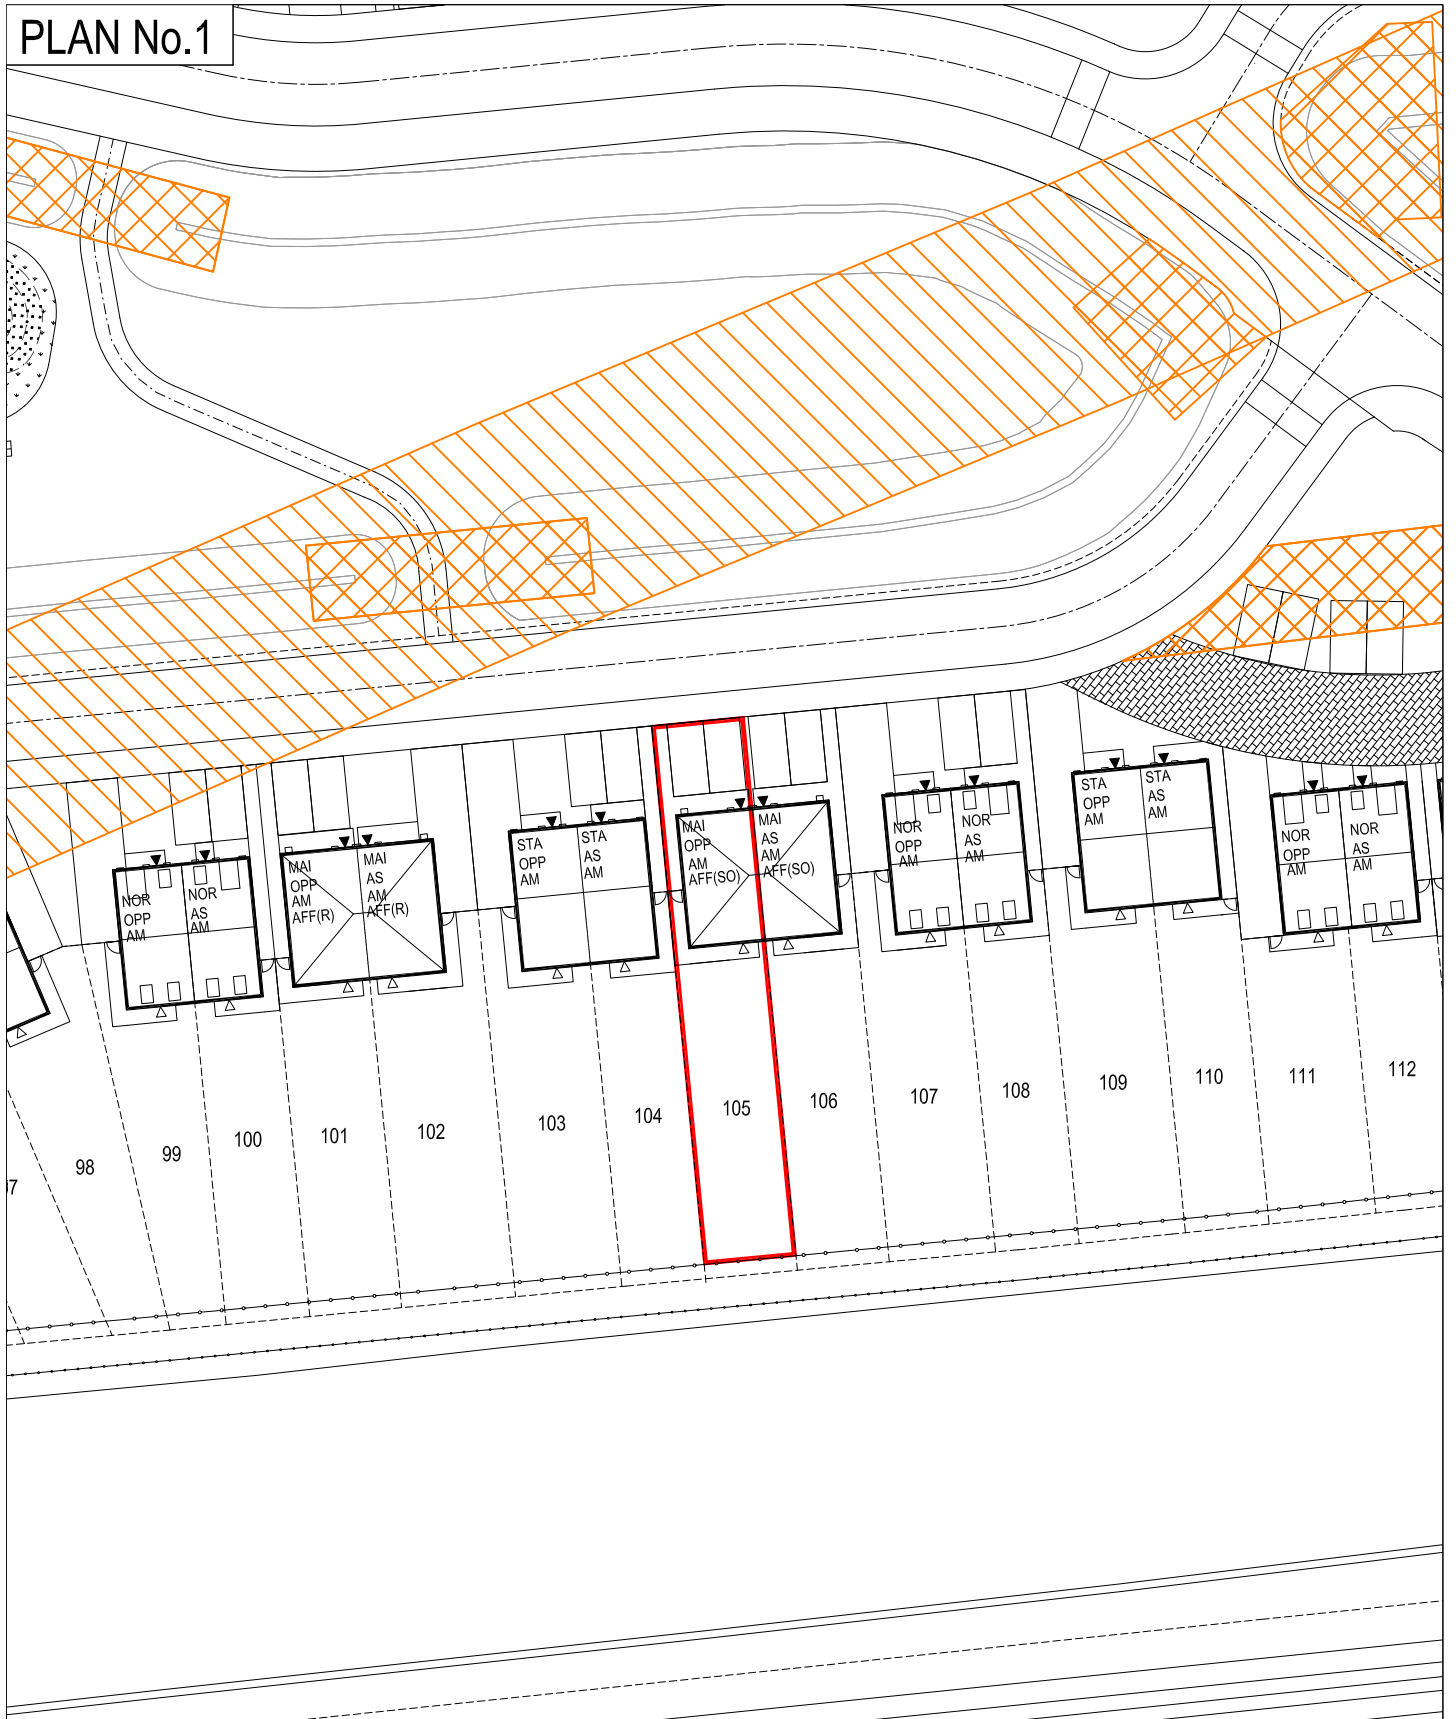 PLAN No.1
NOR
OPP
AM
NOR
AS
AM
MAI
OPP
AM
AFF(R)
MAI
AS
AM
AFF(R)
STA
OPP
AM
STA
AS
AM
MAI
OPP
AM
AFF(SO)
MAI
AS
AM
AFF(SO)
NOR
OPP
AM
NOR
AS
AM
STA
OPP
AM
STA
AS
AM
NOR
OPP
AM
NOR
AS
AM
98
99
100
101
102
103
104
105
106
107
108
109
110
111
112